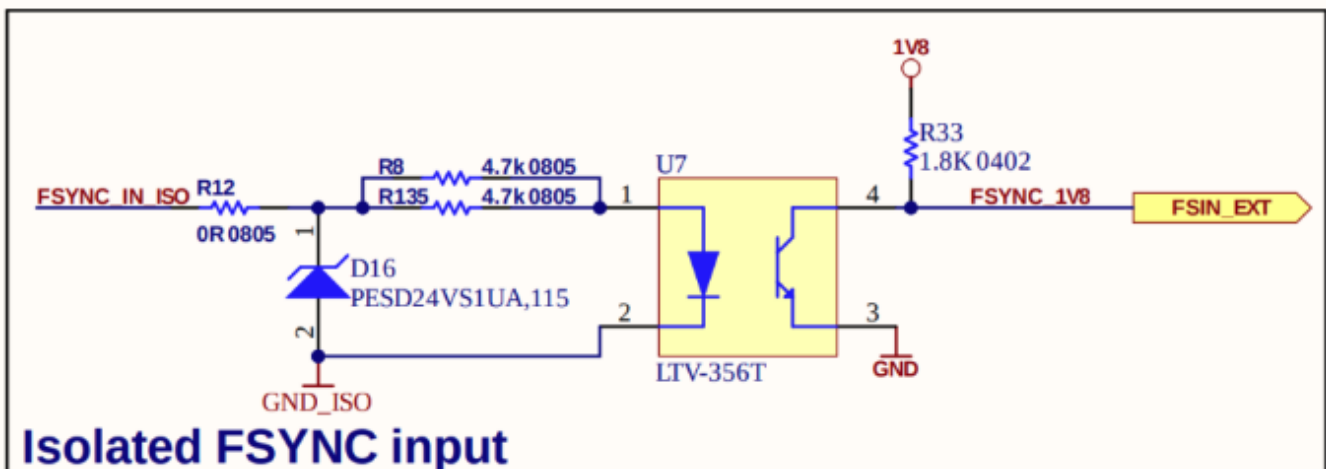 1V8
R33
1.8K 0402
R8 4.7k 0805
U7
FSYNC_IN_ISO R12 R135 4.7k 0805 1 4 FSYNC_1V8 FSIN_EXT
0R 0805
1
D16
PESD24VS1UA,115
2
2 3
LTV-356T
GND
GND_ISO
Isolated FSYNC input